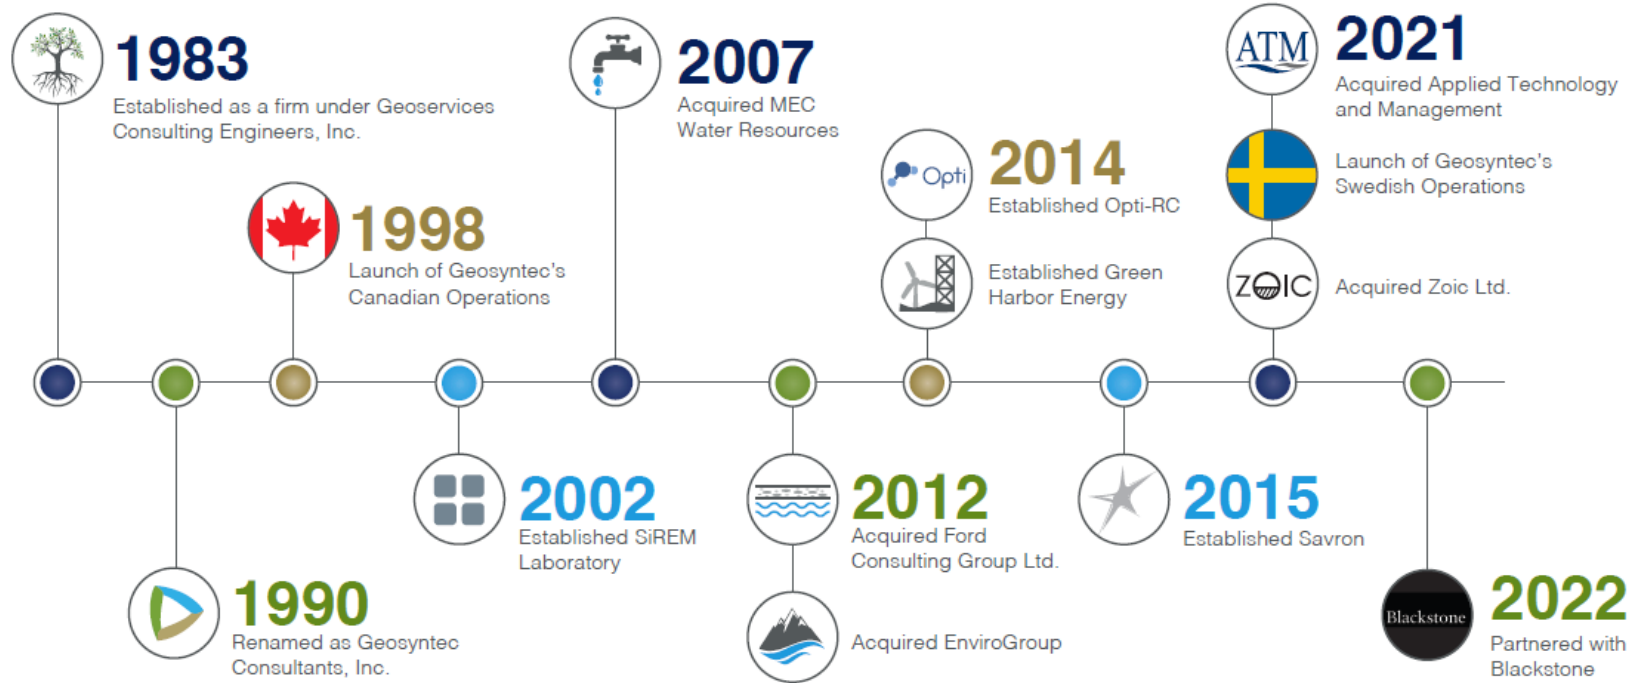 1983
Established as a firm under Geoservices
Consulting Engineers, Inc.
1990
Renamed as Geosyntec
Consultants, Inc.
1998
Launch of Geosyntec's
Canadian Operations
2002
Established SiREM
Laboratory
2007
Acquired MEC
Water Resources
2012
Acquired Ford
Consulting Group Ltd.
Acquired EnviroGroup
Opti
2014
Established Opti-RC
Established Green
Harbor Energy
2015
Established Savron
ATM
2021
Acquired Applied Technology
and Management
Launch of Geosyntec's
Swedish Operations
ZOIC
Acquired Zoic Ltd.
Blackstone
2022
Partnered with
Blackstone